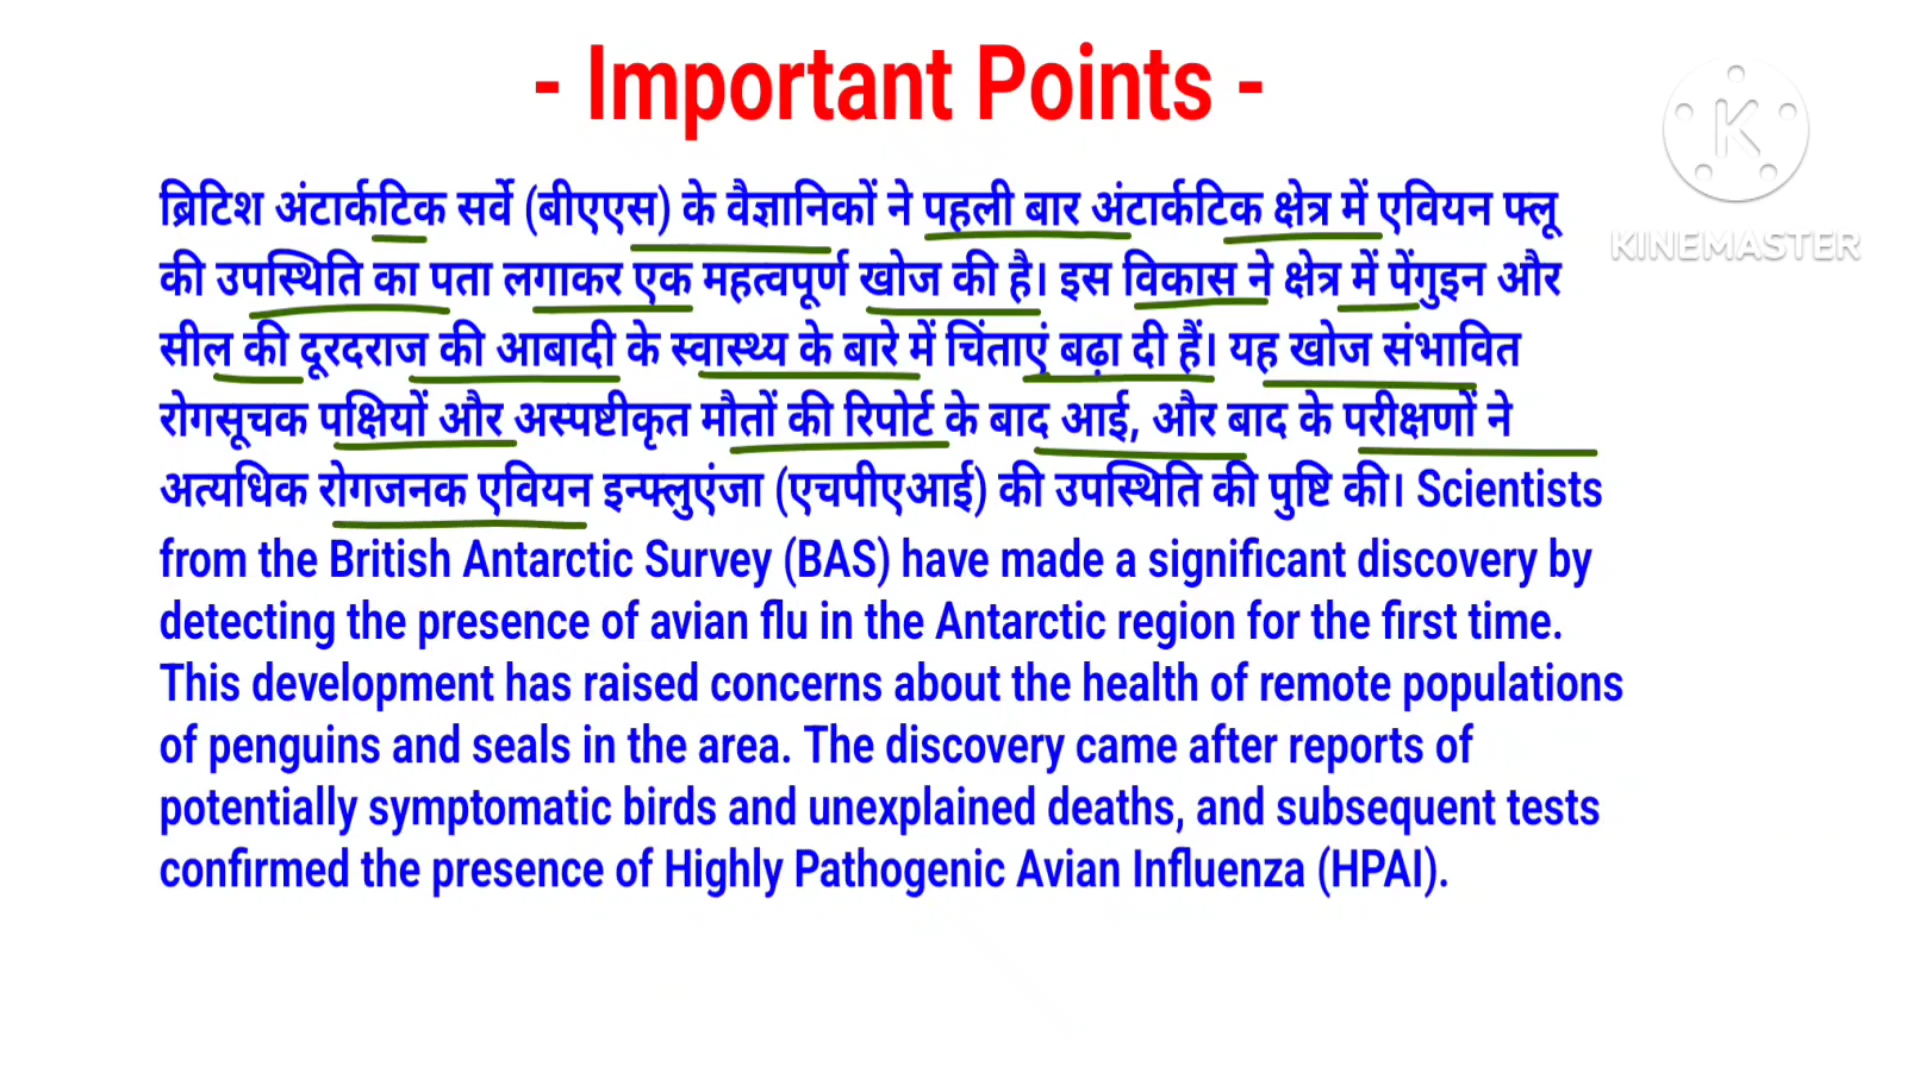 - Important Points -
ब्रिटिश अंटार्कटिक सर्वे (बीएएस) के वैज्ञानिकों ने पहली बार अंटार्कटिक क्षेत्र में एवियन फ्लू
की उपस्थिति का पता लगाकर एक महत्वपूर्ण खोज की है। इस विकास ने क्षेत्र में पेंगुइन और
सील की दूरदराज की आबादी के स्वास्थ्य के बारे में चिंताएं बढ़ा दी हैं। यह खोज संभावित
रोगसूचक पक्षियों और अस्पष्टीकृत मौतों की रिपोर्ट के बाद आई, और बाद के परीक्षणों ने
अत्यधिक रोगजनक एवियन इन्फ्लुएंजा (एचपीएआई) की उपस्थिति की पुष्टि की। Scientists
from the British Antarctic Survey (BAS) have made a significant discovery by
detecting the presence of avian flu in the Antarctic region for the first time.
This development has raised concerns about the health of remote populations
of penguins and seals in the area. The discovery came after reports of
potentially symptomatic birds and unexplained deaths, and subsequent tests
confirmed the presence of Highly Pathogenic Avian Influenza (HPAI).
K
KINEMASTER